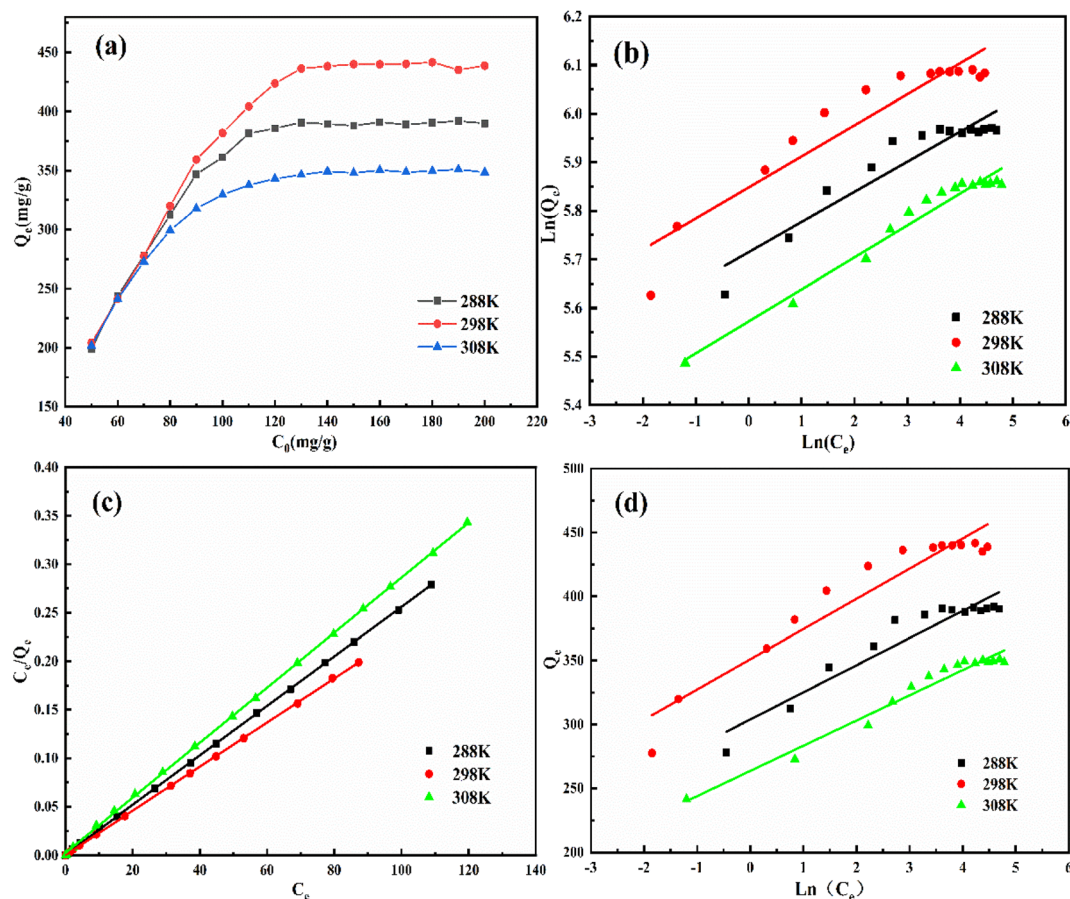 (a)
Qe(mg/g)
450
400
350
300
250
200
150
288K
298K
308K
40 60 80 100 120 140 160 180 200 220
C0(mg/g)
(b)
Ln(Qe)
6.2
6.1
6.0
5.9
5.8
5.7
5.6
5.5
5.4
288K
298K
308K
-3 -2 -1 0 1 2 3 4 5 6
Ln(Ce)
(c)
Ce/Qe
0.40
0.35
0.30
0.25
0.20
0.15
0.10
0.05
0.00
288K
298K
308K
0 20 40 60 80 100 120 140
Ce
(d)
Qe
500
450
400
350
300
250
200
288K
298K
308K
-3 -2 -1 0 1 2 3 4 5 6
Ln（Ce）